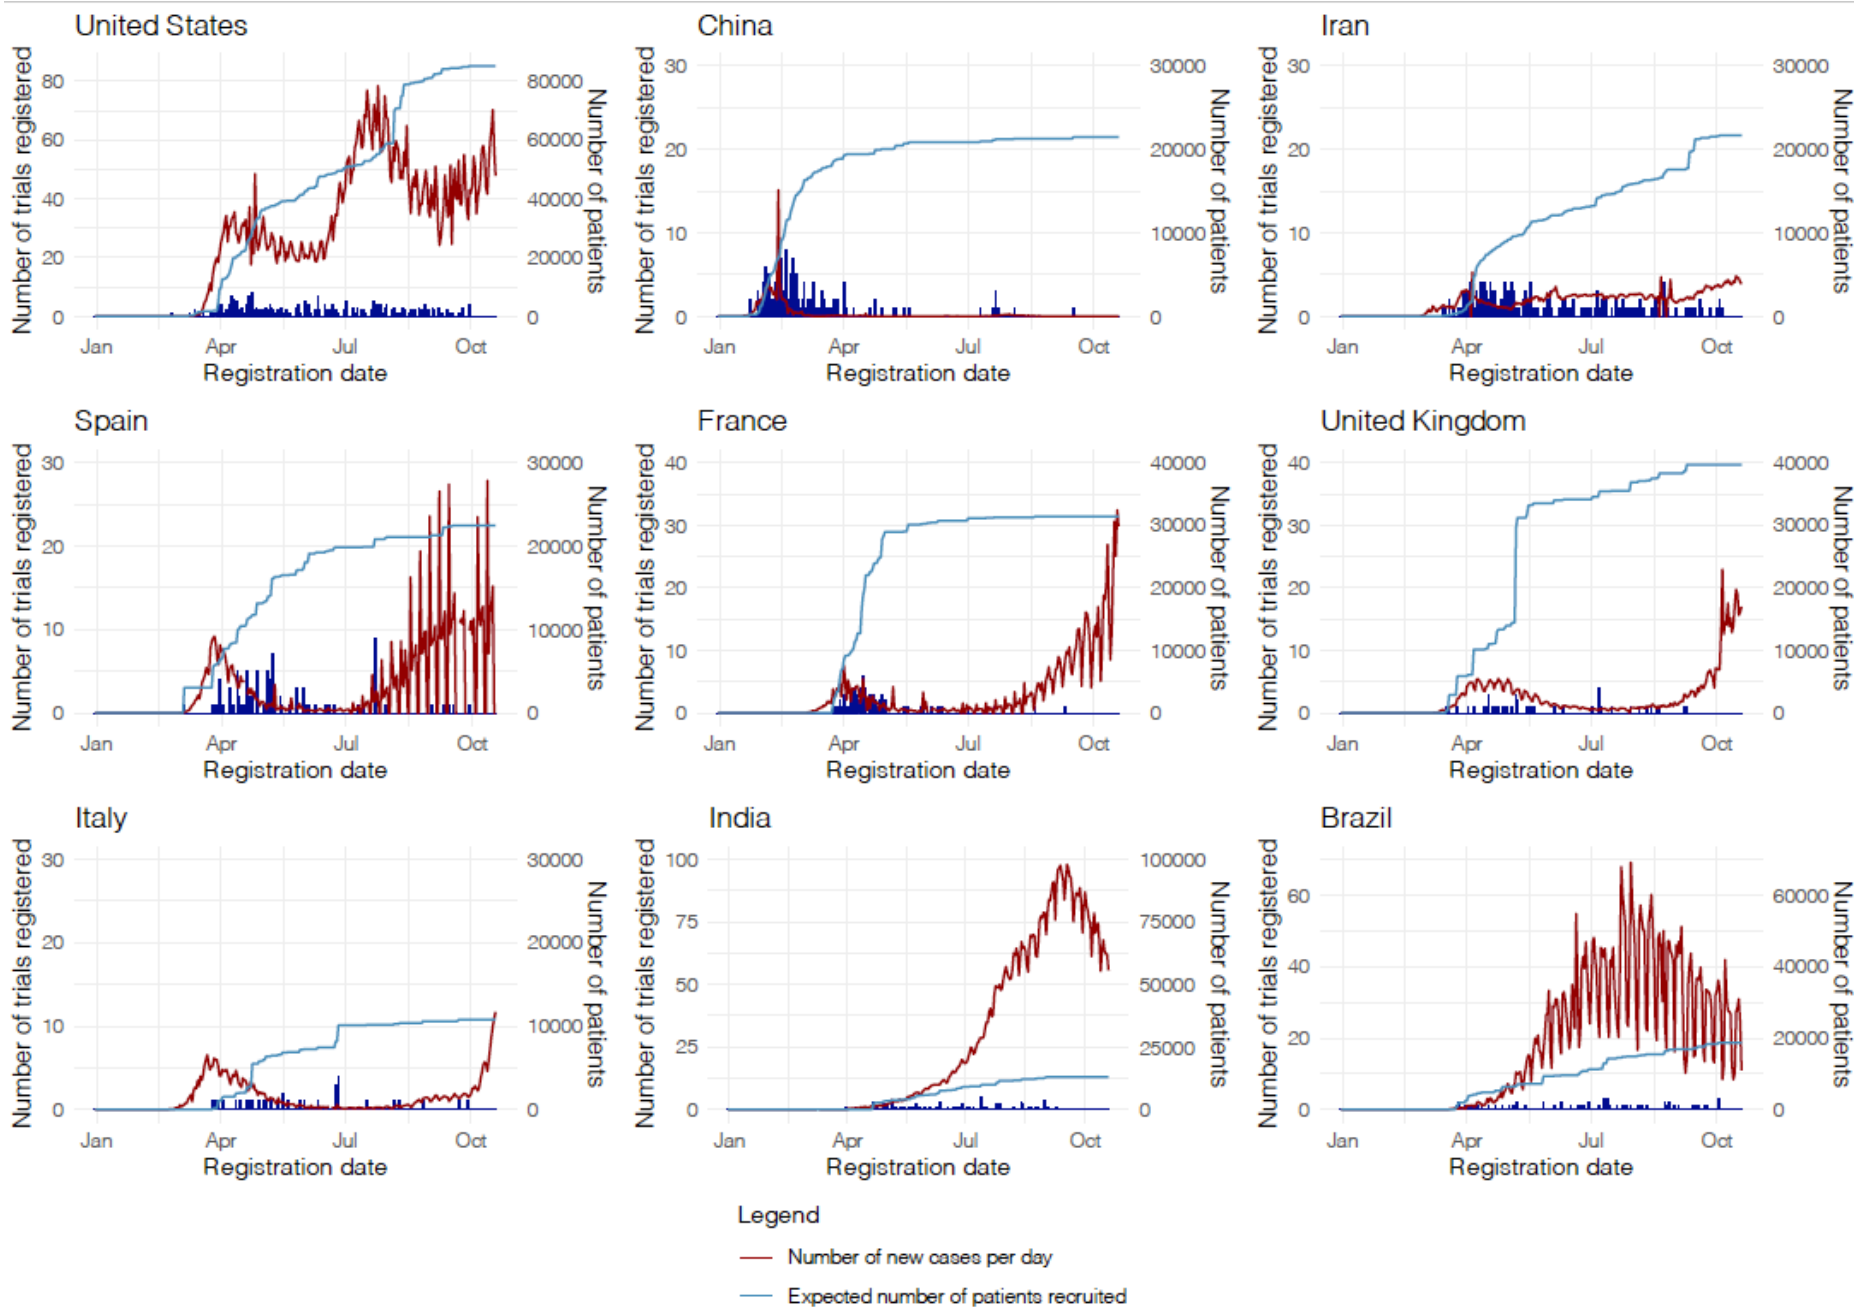 United States
Number of trials registered
80
60
40
20
0
80000
60000
40000
20000
0
Number of patients
Jan Apr Jul Oct
Registration date
China
Number of trials registered
30
20
10
0
30000
20000
10000
0
Number of patients
Jan Apr Jul Oct
Registration date
Iran
Number of trials registered
30
20
10
0
30000
20000
10000
0
Number of patients
Jan Apr Jul Oct
Registration date
Spain
Number of trials registered
30
20
10
0
30000
20000
10000
0
Number of patients
Jan Apr Jul Oct
Registration date
France
Number of trials registered
40
30
20
10
0
40000
30000
20000
10000
0
Number of patients
Jan Apr Jul Oct
Registration date
United Kingdom
Number of trials registered
40
30
20
10
0
40000
30000
20000
10000
0
Number of patients
Jan Apr Jul Oct
Registration date
Italy
Number of trials registered
30
20
10
0
30000
20000
10000
0
Number of patients
Jan Apr Jul Oct
Registration date
India
Number of trials registered
100
75
50
25
0
100000
75000
50000
25000
0
Number of patients
Jan Apr Jul Oct
Registration date
Brazil
Number of trials registered
60
40
20
0
60000
40000
20000
0
Number of patients
Jan Apr Jul Oct
Registration date
Legend
Number of new cases per day
Expected number of patients recruited